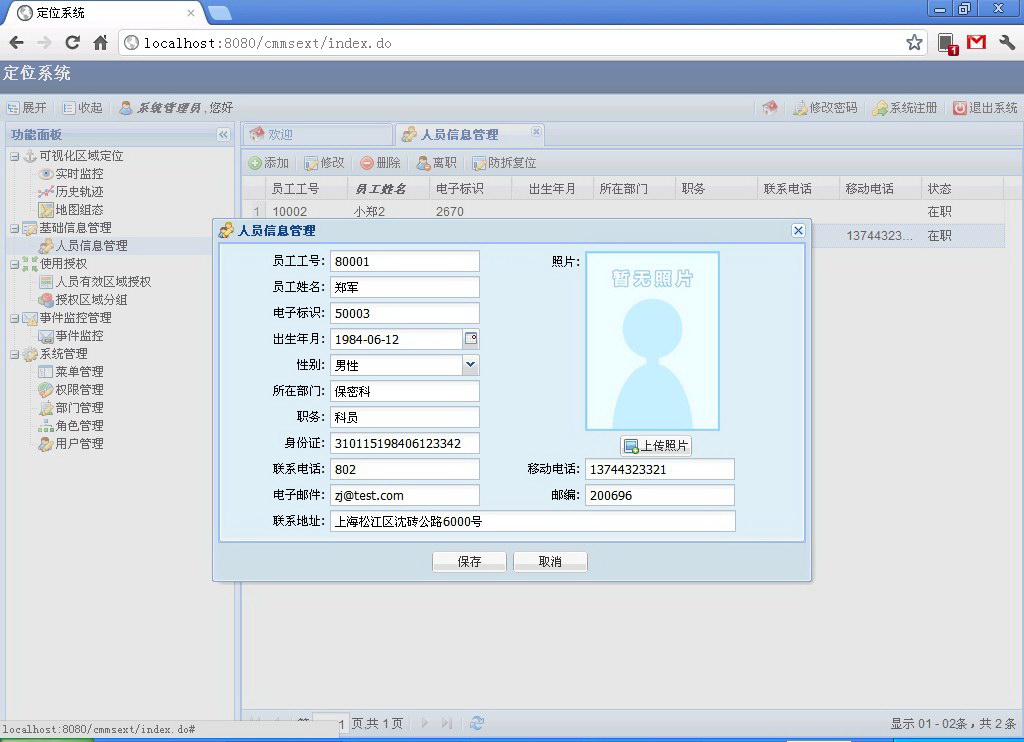 定位系统
localhost:8080/cmmsext/index.do
1
定位系统
展开 收起 系统管理员,您好 修改密码 系统注册 退出系统
功能面板
欢迎 人员信息管理
可视化区域定位
实时监控
历史轨迹
地图组态
基础信息管理
人员信息管理
使用授权
人员有效区域授权
授权区域分组
事件监控管理
事件监控
系统管理
菜单管理
权限管理
部门管理
角色管理
用户管理
添加 修改 删除 离职 防拆复位
员工工号 员工姓名 电子标识 出生年月 所在部门 职务 联系电话 移动电话 状态
1 10002 小郑2 2670 在职
13744323... 在职
人员信息管理
员工工号: 80001
照片:
暂无照片
员工姓名: 郑军
电子标识: 50003
出生年月: 1984-06-12
性别: 男性
所在部门: 保密科
职务: 科员
上传照片
身份证: 310115198406123342
联系电话: 802
移动电话: 13744323321
电子邮件: zj@test.com
邮编: 200696
联系地址: 上海松江区沈砖公路6000号
保存 取消
1 页,共 1 页
显示 01 - 02条，共 2 条
localhost:8080/cmmsext/index.do#